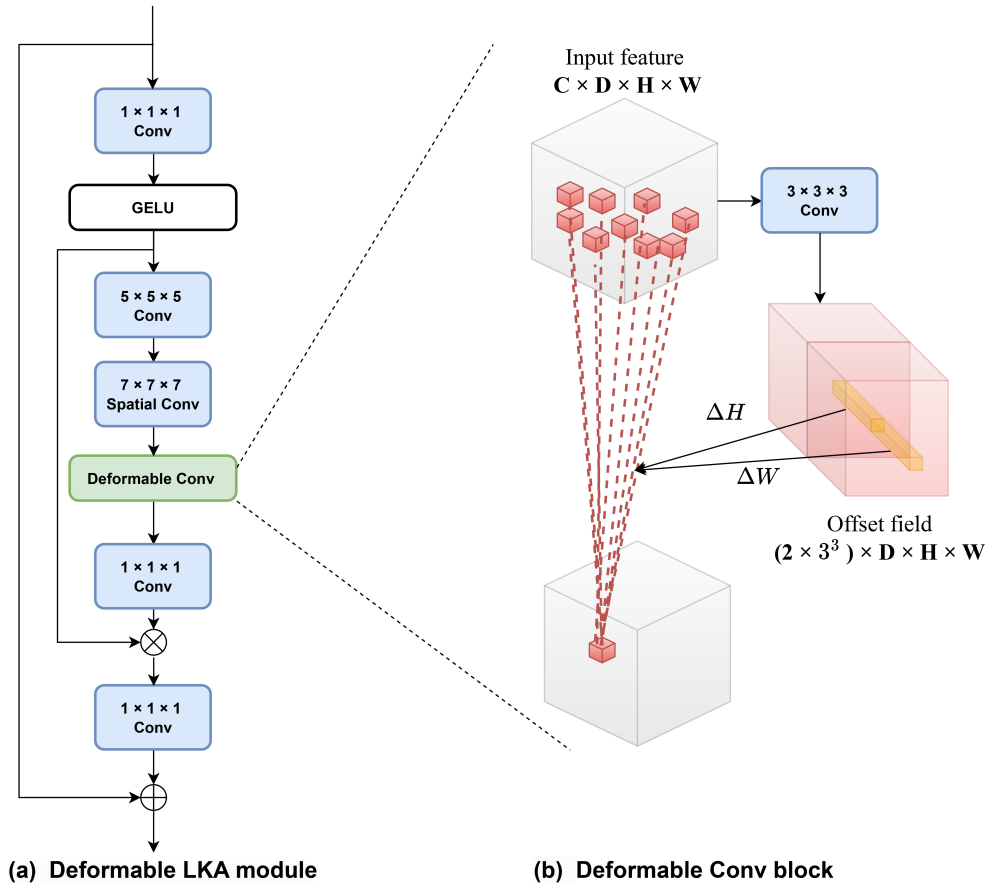 1 × 1 × 1
Conv
GELU
5 × 5 × 5
Conv
7 × 7 × 7
Spatial Conv
Deformable Conv
1 × 1 × 1
Conv
1 × 1 × 1
Conv
(a) Deformable LKA module
Input feature
C × D × H × W
3 × 3 × 3
Conv
ΔH
ΔW
Offset field
(2 × 3³ ) × D × H × W
(b) Deformable Conv block